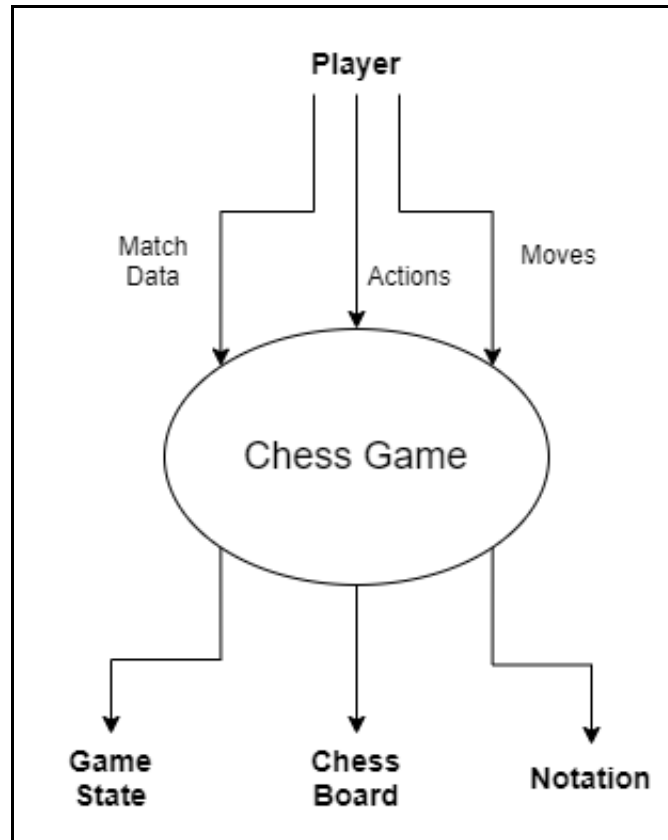 Player
Match
Data
Actions
Moves
Chess Game
Game
State
Chess
Board
Notation